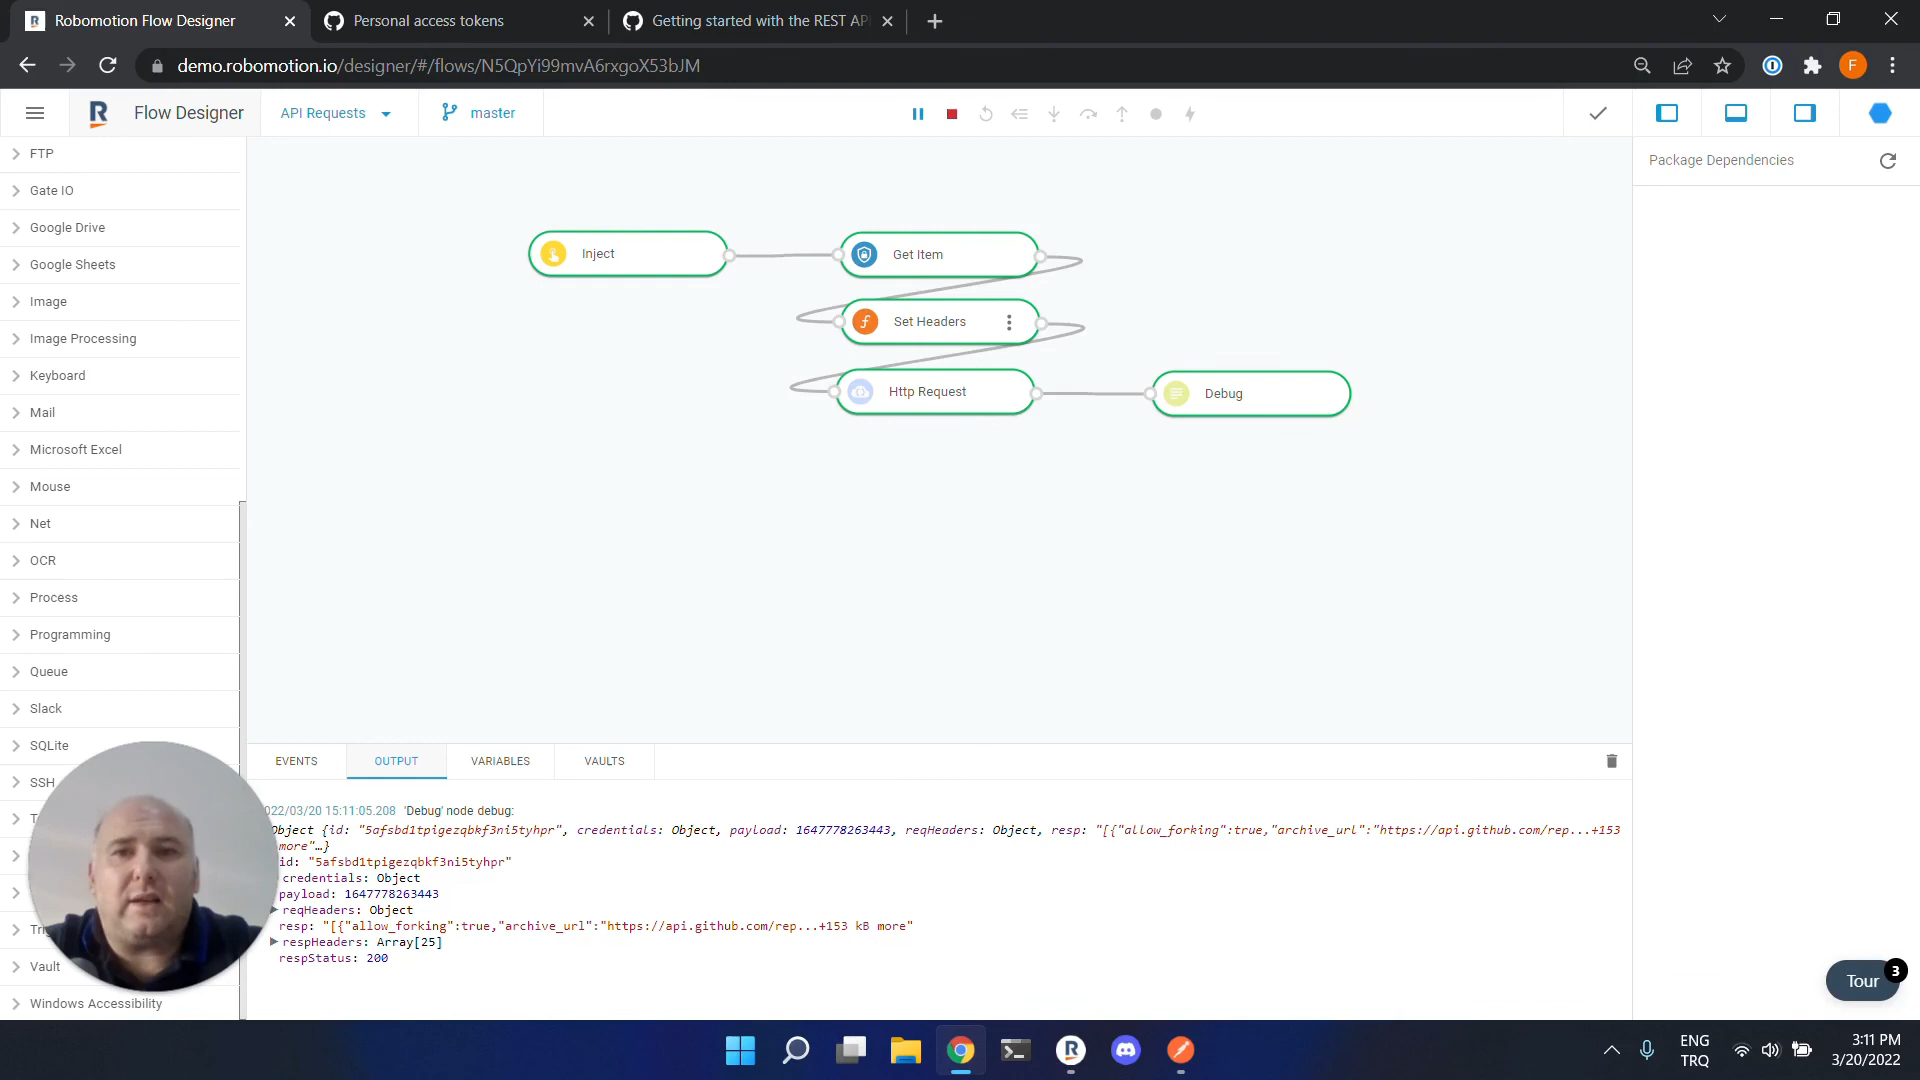 Robomotion Flow Designer
Personal access tokens
Getting started with the REST AP
demo.robomotion.io/designer/#/flows/N5QpYi99mvA6rxgoX53bJM
F
Flow Designer
API Requests
master
Package Dependencies
FTP
Gate IO
Google Drive
Google Sheets
Image
Image Processing
Keyboard
Mail
Microsoft Excel
Mouse
Net
OCR
Process
Programming
Queue
Slack
SQLite
SSH
T
Tri
Vault
Windows Accessibility
Inject
Get Item
Set Headers
Http Request
Debug
EVENTS
OUTPUT
VARIABLES
VAULTS
022/03/20 15:11:05.208 'Debug' node debug:
Object {id: "5afsbd1tpigezqbkf3ni5tyhpr", credentials: Object, payload: 1647778263443, reqHeaders: Object, resp: "[{"allow_forking":true,"archive_url":"https://api.github.com/rep...+153
more"…}
id: "5afsbd1tpigezqbkf3ni5tyhpr"
credentials: Object
payload: 1647778263443
reqHeaders: Object
resp: "[{"allow_forking":true,"archive_url":"https://api.github.com/rep...+153 kB more"
respHeaders: Array[25]
respStatus: 200
Tour
3
ENG
TRQ
3:11 PM
3/20/2022